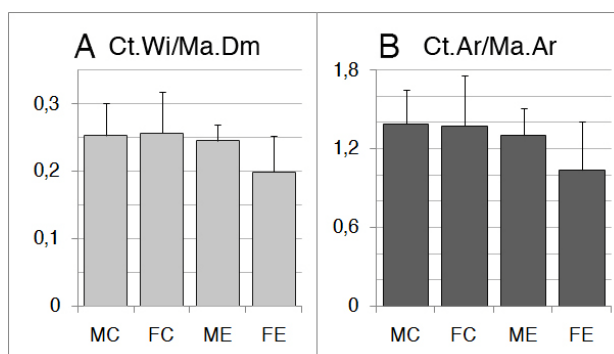 A Ct.Wi/Ma.Dm
0,3
0,2
0,1
0
MC FC ME FE
B Ct.Ar/Ma.Ar
1,8
1,2
0,6
0
MC FC ME FE